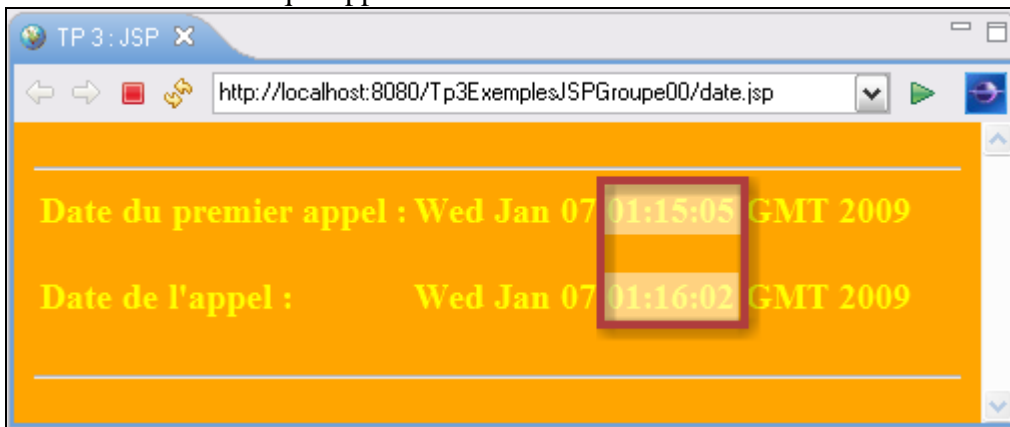 TP 3 : JSP
http://localhost:8080/Tp3ExemplesJSPGroupe00/date.jsp
Date du premier appel : Wed Jan 07 01:15:05 GMT 2009
Date de l'appel : Wed Jan 07 01:16:02 GMT 2009